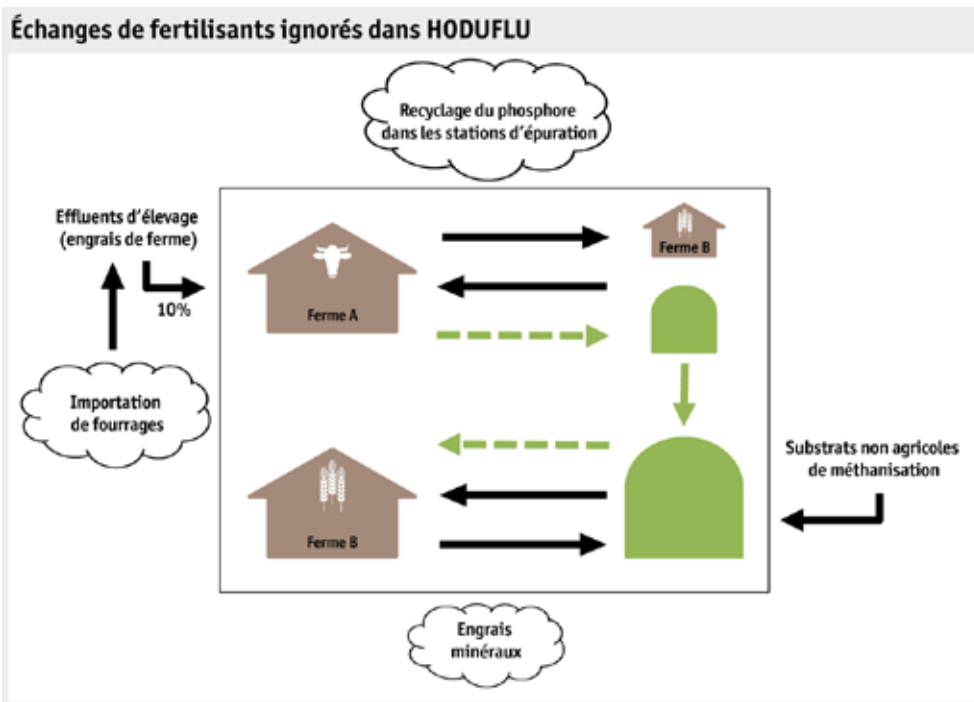 Échanges de fertilisants ignorés dans HODUFLU
Recyclage du phosphore
dans les stations d'épuration
Effluents d'élevage
(engrais de ferme)
10%
Ferme B
Ferme A
Importation
de fourrages
Substrats non agricoles
de méthanisation
Ferme B
Engrais
minéraux